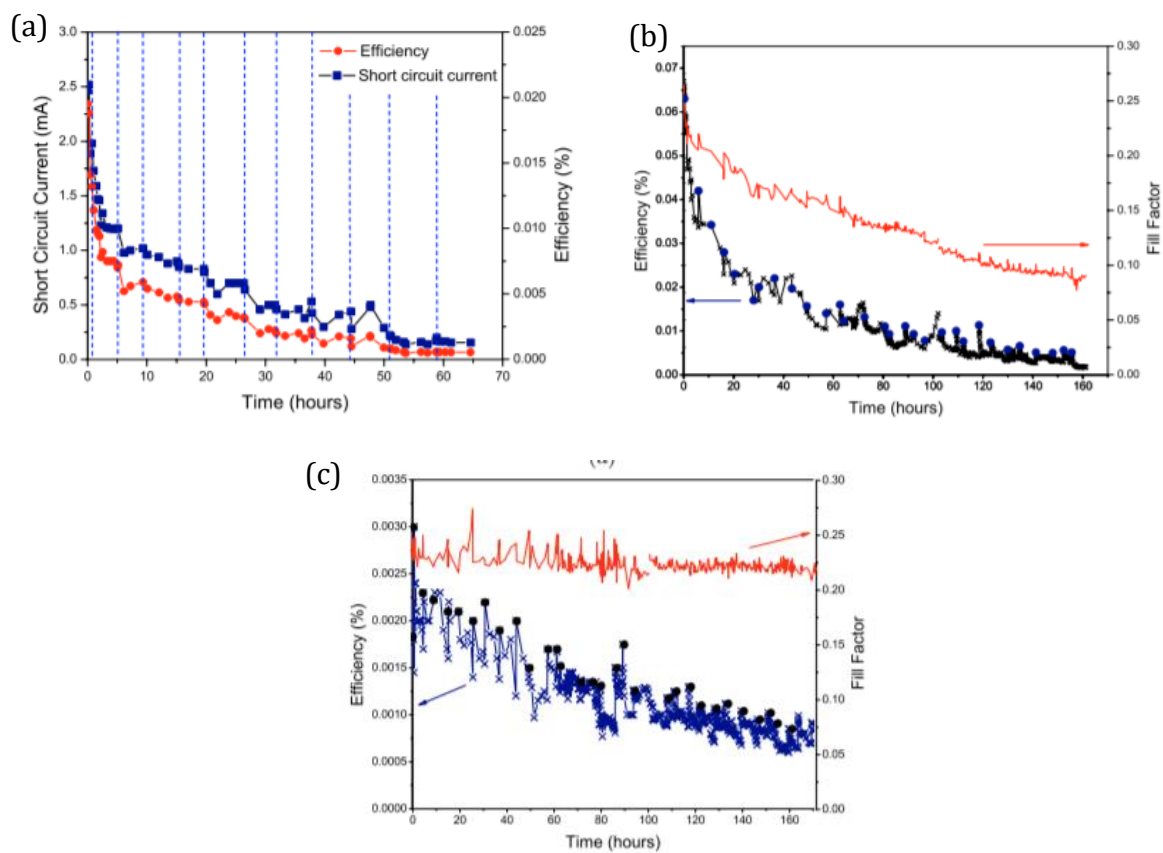 (a)
3.0
2.5
2.0
1.5
1.0
0.5
0.0
Short Circuit Current (mA)
Efficiency
Short circuit current
0.025
0.020
0.015
0.010
0.005
0.000
Efficiency (%)
0 10 20 30 40 50 60 70
Time (hours)
(b)
0.07
0.06
0.05
0.04
0.03
0.02
0.01
0.00
Efficiency (%)
0.30
0.25
0.20
0.15
0.10
0.05
0.00
Fill Factor
0 20 40 60 80 100 120 140 160
Time (hours)
(c)
0.0035
0.0030
0.0025
0.0020
0.0015
0.0010
0.0005
0.0000
Efficiency (%)
0.30
0.25
0.20
0.15
0.10
0.05
0.00
Fill Factor
0 20 40 60 80 100 120 140 160
Time (hours)